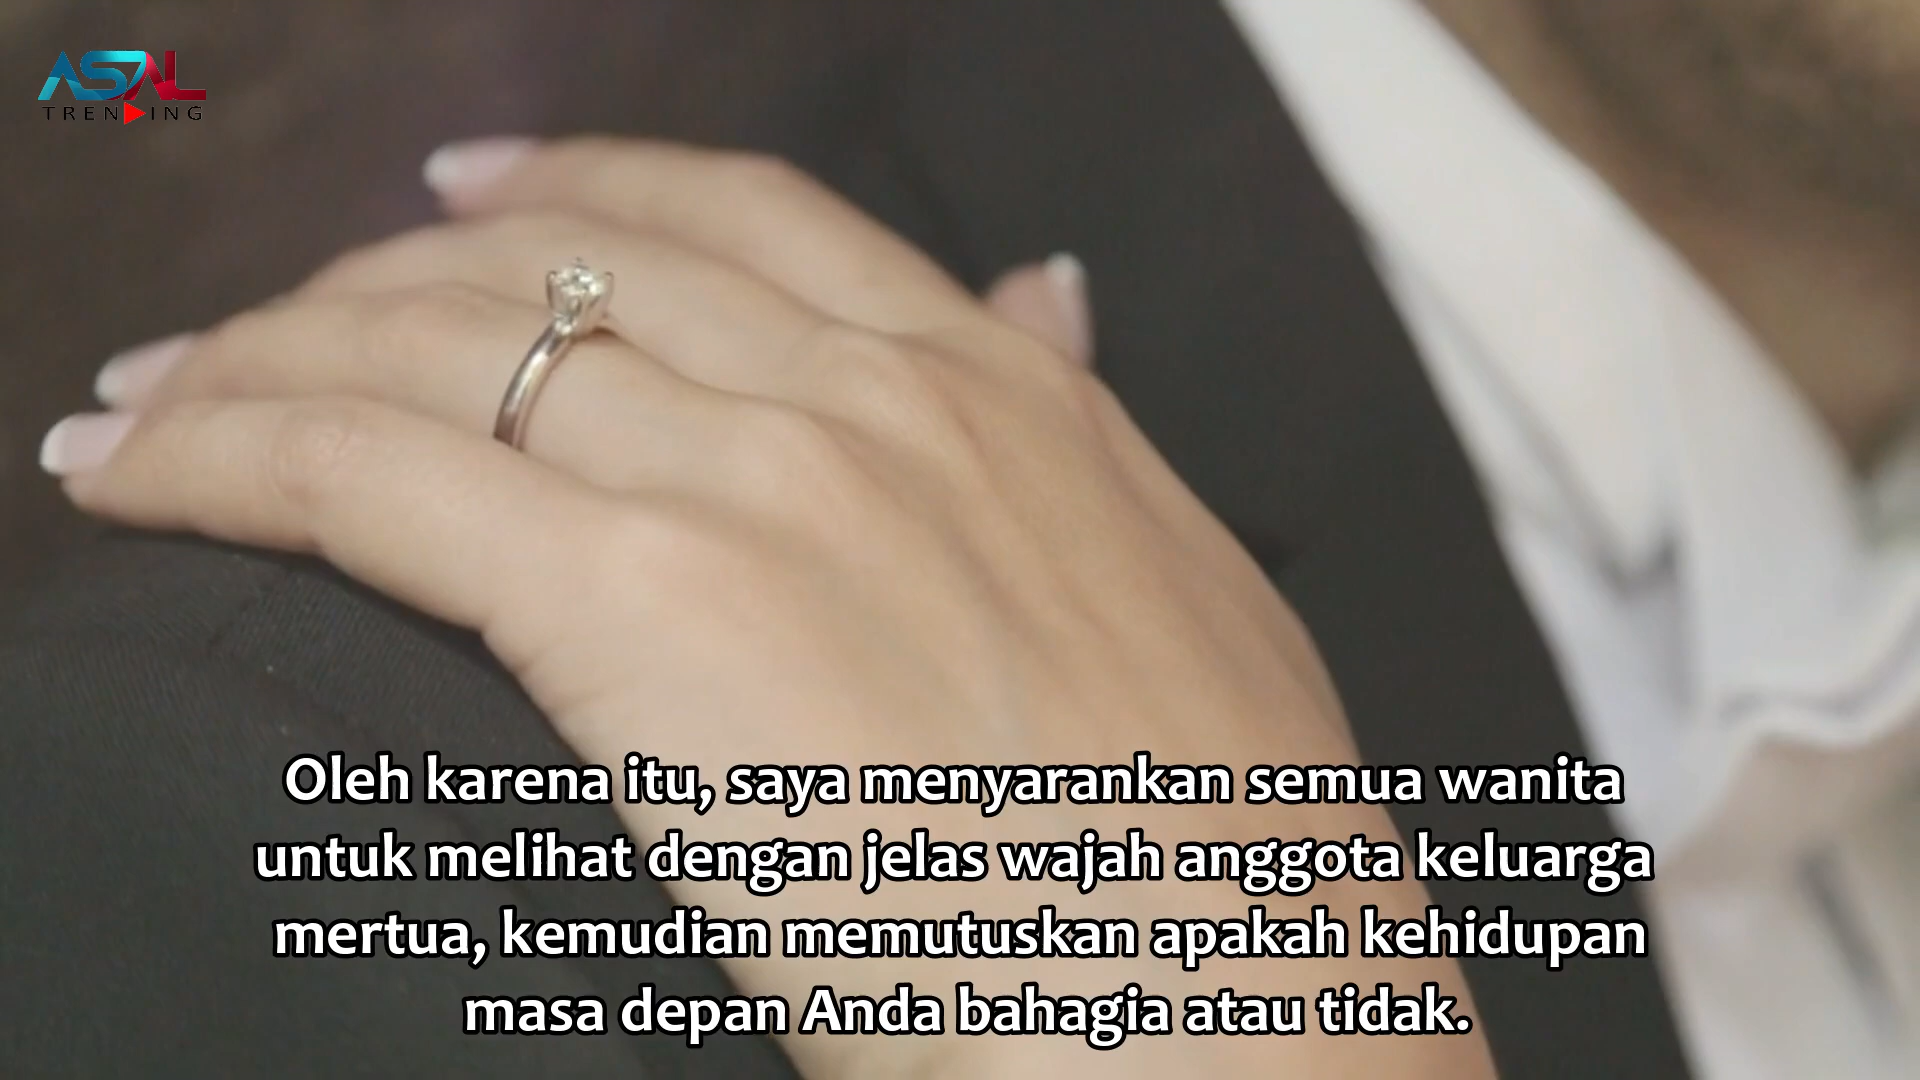 ASAL
TRENDING
Oleh karena itu, saya menyarankan semua wanita
untuk melihat dengan jelas wajah anggota keluarga
mertua, kemudian memutuskan apakah kehidupan
masa depan Anda bahagia atau tidak.